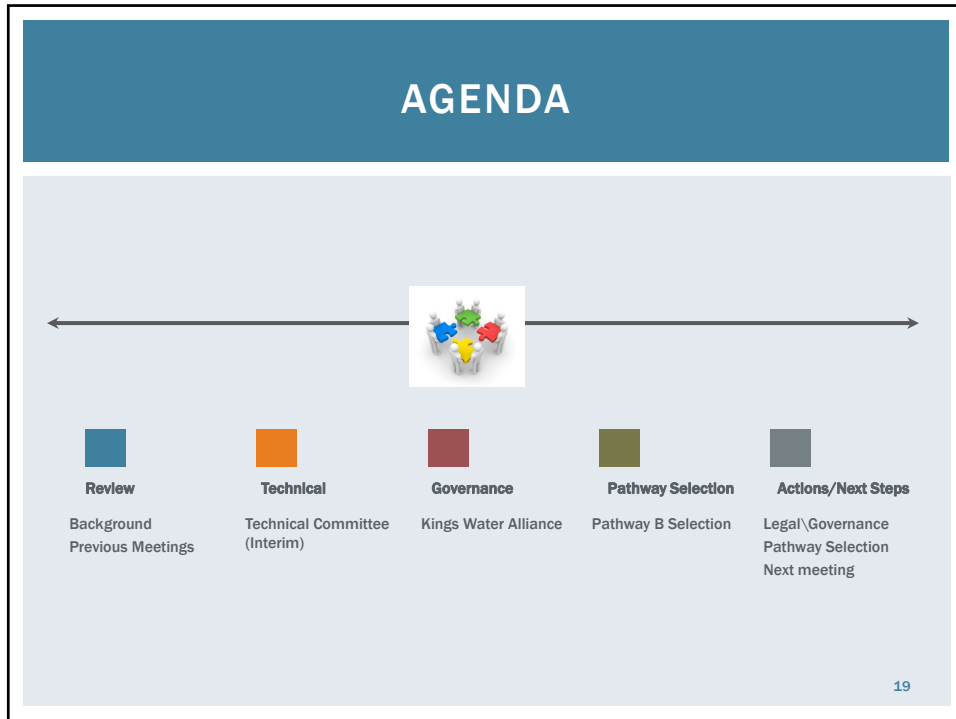 AGENDA
Review
Background
Previous Meetings
Technical
Technical Committee
(Interim)
Governance
Kings Water Alliance
Pathway Selection
Pathway B Selection
Actions/Next Steps
Legal\Governance
Pathway Selection
Next meeting
19